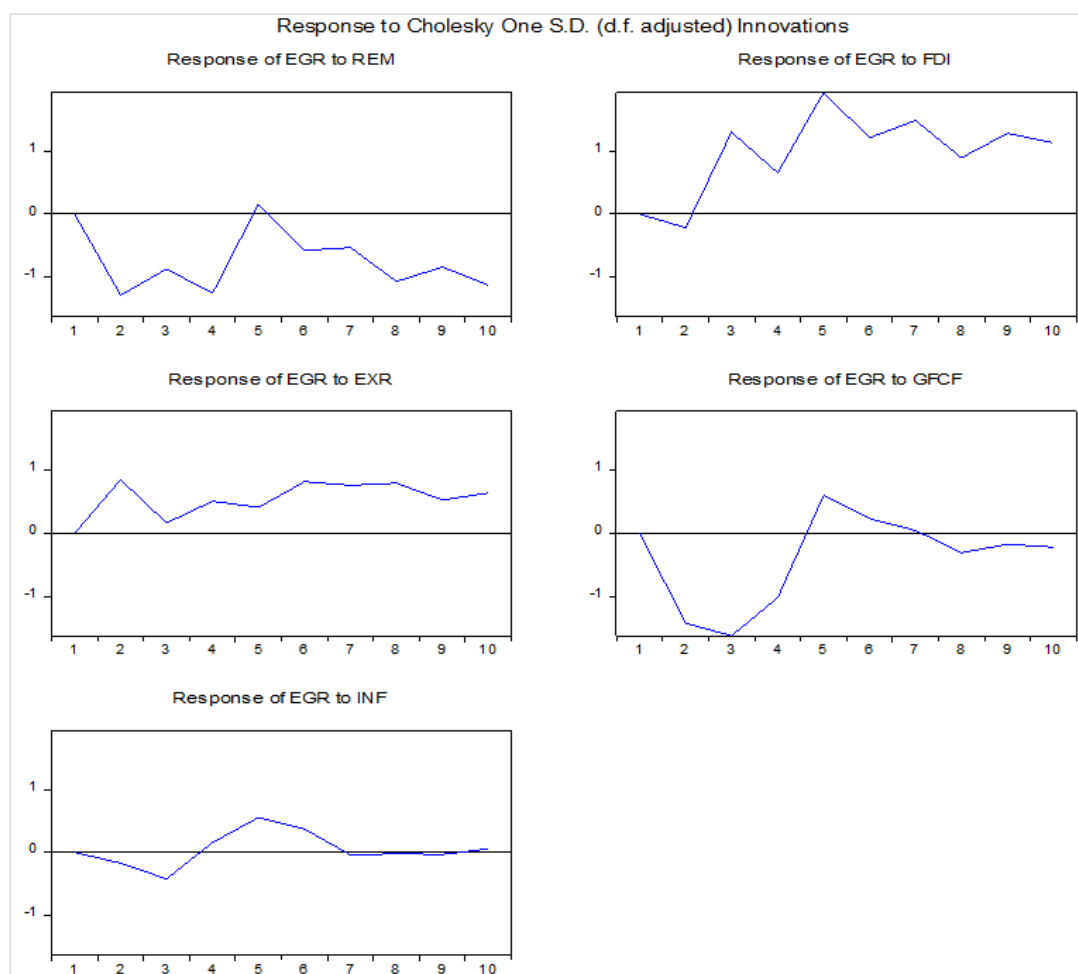 Response to Cholesky One S.D. (d.f. adjusted) Innovations
Response of EGR to REM
1
0
-1
1 2 3 4 5 6 7 8 9 10
Response of EGR to FDI
1
0
-1
1 2 3 4 5 6 7 8 9 10
Response of EGR to EXR
1
0
-1
1 2 3 4 5 6 7 8 9 10
Response of EGR to GFCF
1
0
-1
1 2 3 4 5 6 7 8 9 10
Response of EGR to INF
1
0
-1
1 2 3 4 5 6 7 8 9 10